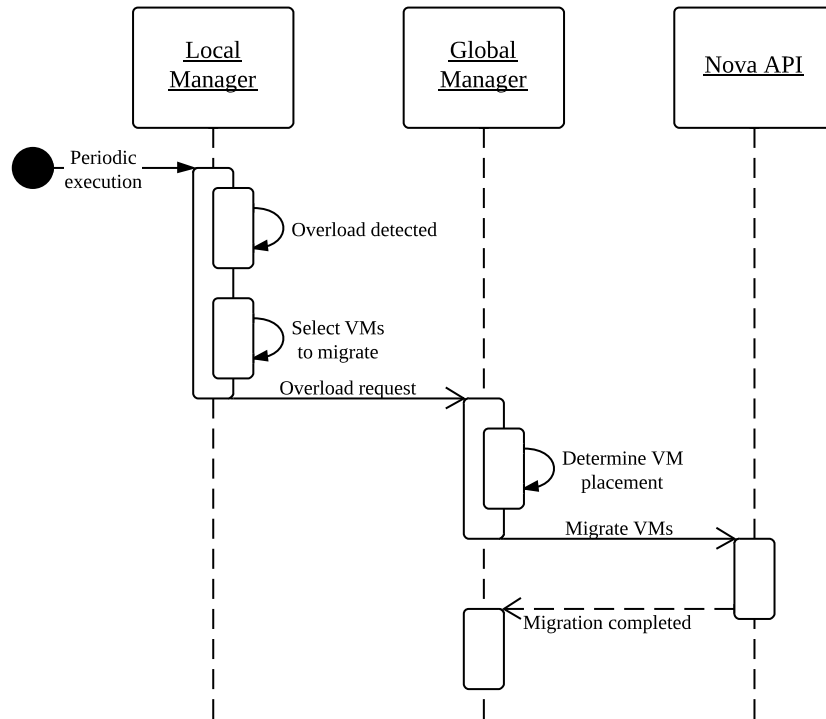 Local
Manager
Global
Manager
Nova API
Periodic
execution
Overload detected
Select VMs
to migrate
Overload request
Determine VM
placement
Migrate VMs
Migration completed